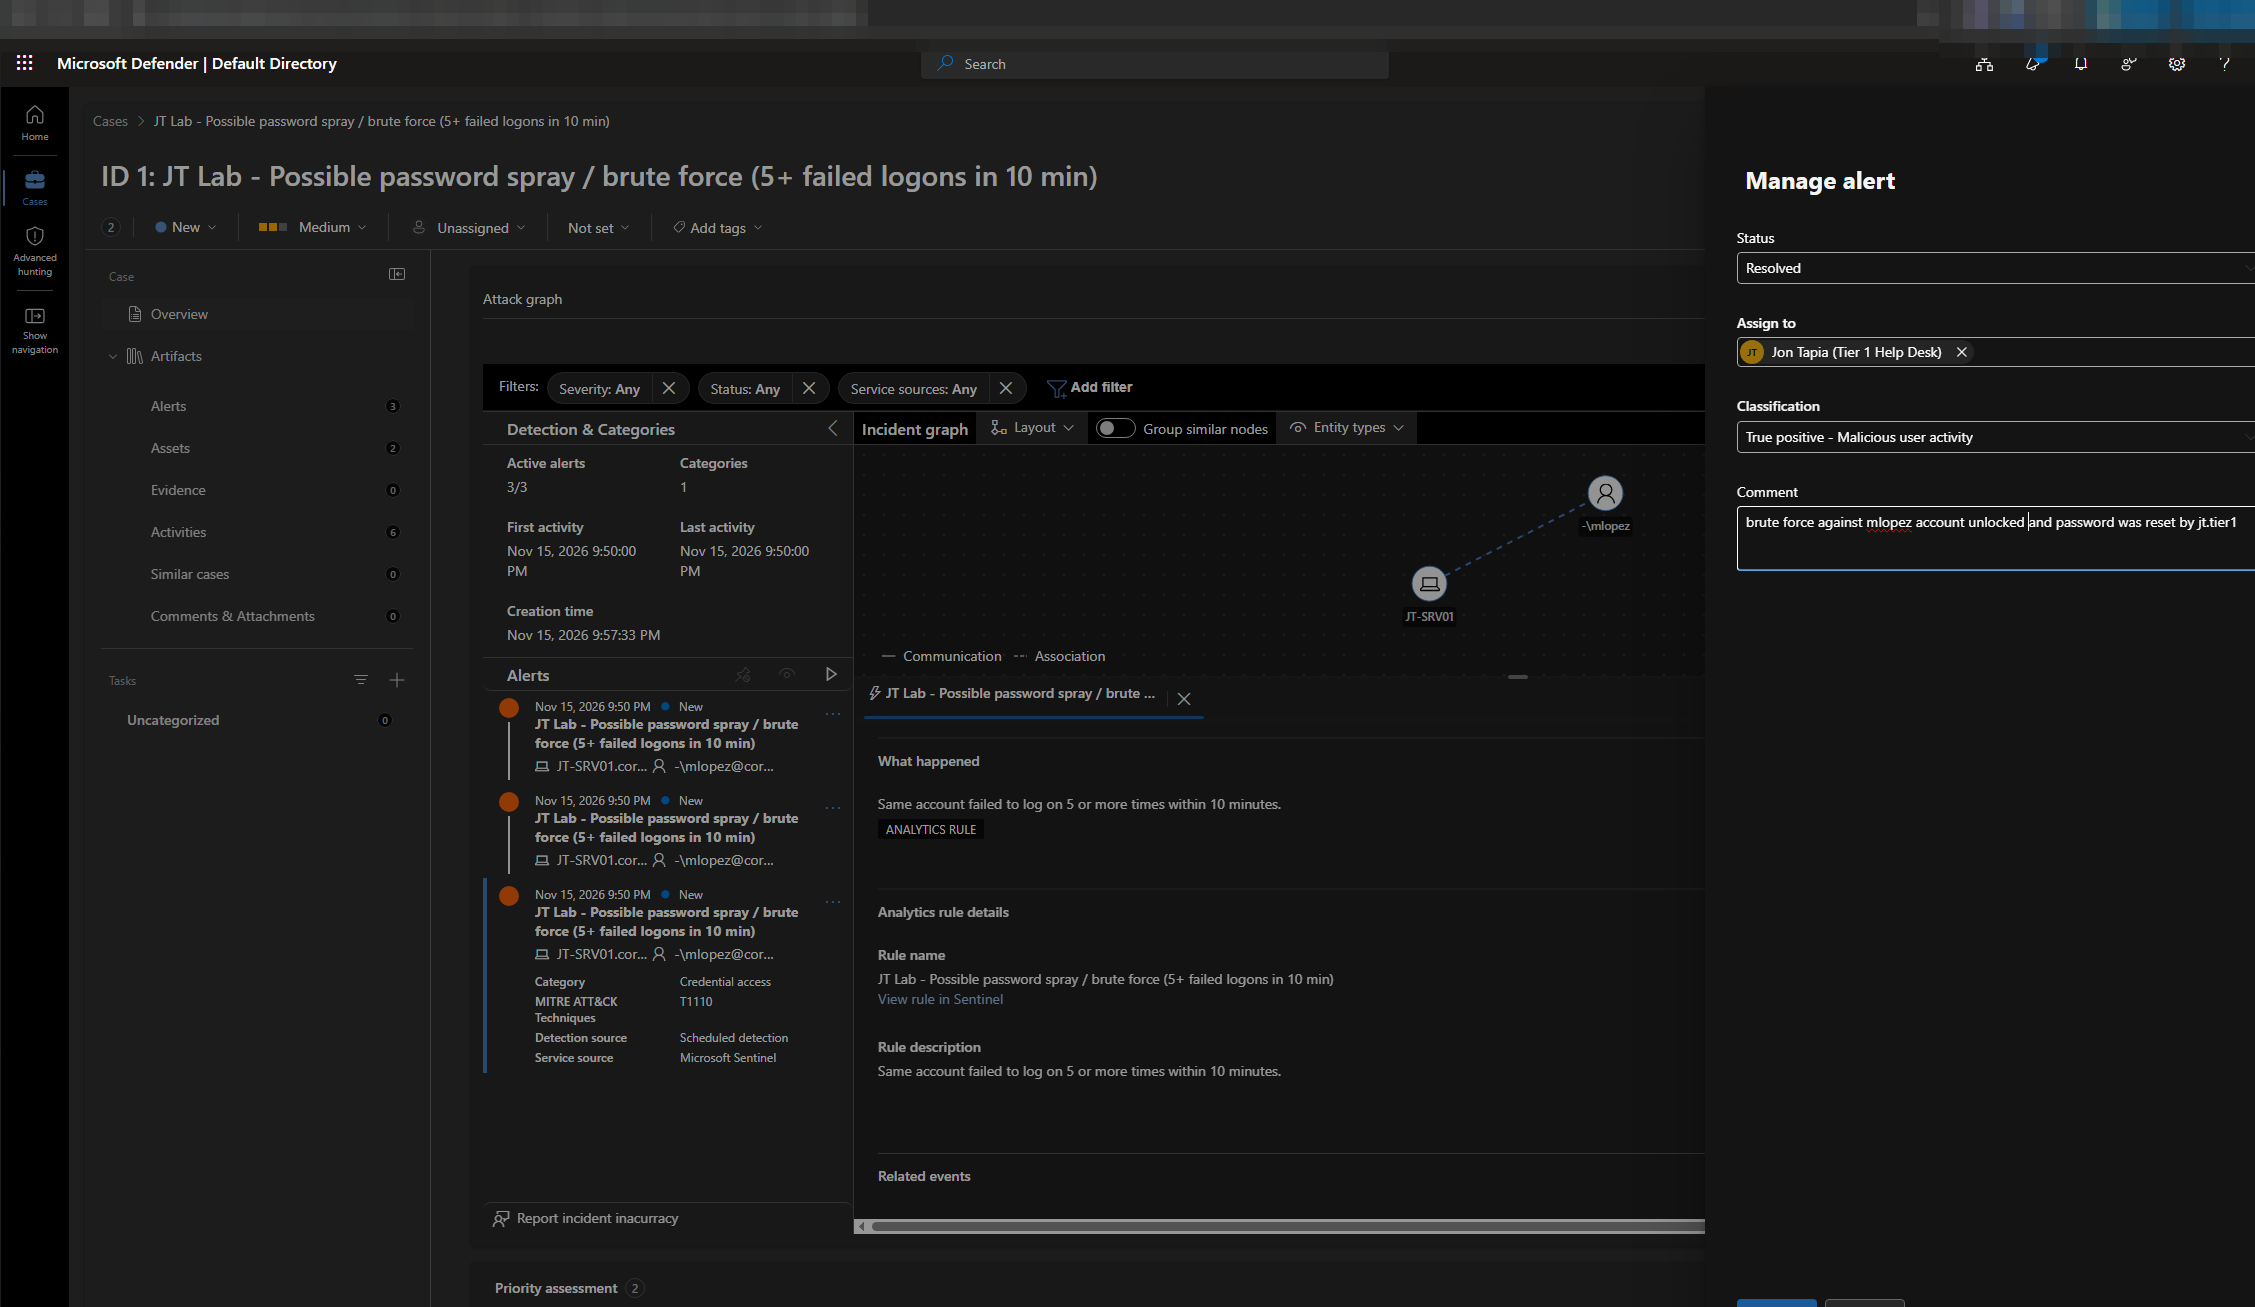 Microsoft Defender | Default Directory
Search
Home
Cases
Advanced
hunting
Show
navigation
Cases > JT Lab - Possible password spray / brute force (5+ failed logons in 10 min)
ID 1: JT Lab - Possible password spray / brute force (5+ failed logons in 10 min)
2 New Medium Unassigned Not set Add tags
Case
Overview
Artifacts
Alerts 3
Assets 2
Evidence 0
Activities 6
Similar cases 0
Comments & Attachments 0
Tasks
Uncategorized 0
Attack graph
Filters: Severity: Any Status: Any Service sources: Any Add filter
Detection & Categories
Active alerts Categories
3/3 1
First activity Last activity
Nov 15, 2026 9:50:00 Nov 15, 2026 9:50:00
PM PM
Creation time
Nov 15, 2026 9:57:33 PM
Alerts
Nov 15, 2026 9:50 PM New
JT Lab - Possible password spray / brute
force (5+ failed logons in 10 min)
JT-SRV01.cor... -\mlopez@cor...
Nov 15, 2026 9:50 PM New
JT Lab - Possible password spray / brute
force (5+ failed logons in 10 min)
JT-SRV01.cor... -\mlopez@cor...
Nov 15, 2026 9:50 PM New
JT Lab - Possible password spray / brute
force (5+ failed logons in 10 min)
JT-SRV01.cor... -\mlopez@cor...
Category Credential access
MITRE ATT&CK T1110
Techniques
Detection source Scheduled detection
Service source Microsoft Sentinel
Report incident inacurracy
Incident graph Layout Group similar nodes Entity types
-\mlopez
JT-SRV01
Communication Association
JT Lab - Possible password spray / brute ...
What happened
Same account failed to log on 5 or more times within 10 minutes.
ANALYTICS RULE
Analytics rule details
Rule name
JT Lab - Possible password spray / brute force (5+ failed logons in 10 min)
View rule in Sentinel
Rule description
Same account failed to log on 5 or more times within 10 minutes.
Related events
Priority assessment 2
Manage alert
Status
Resolved
Assign to
JT Jon Tapia (Tier 1 Help Desk)
Classification
True positive - Malicious user activity
Comment
brute force against mlopez account unlocked and password was reset by jt.tier1